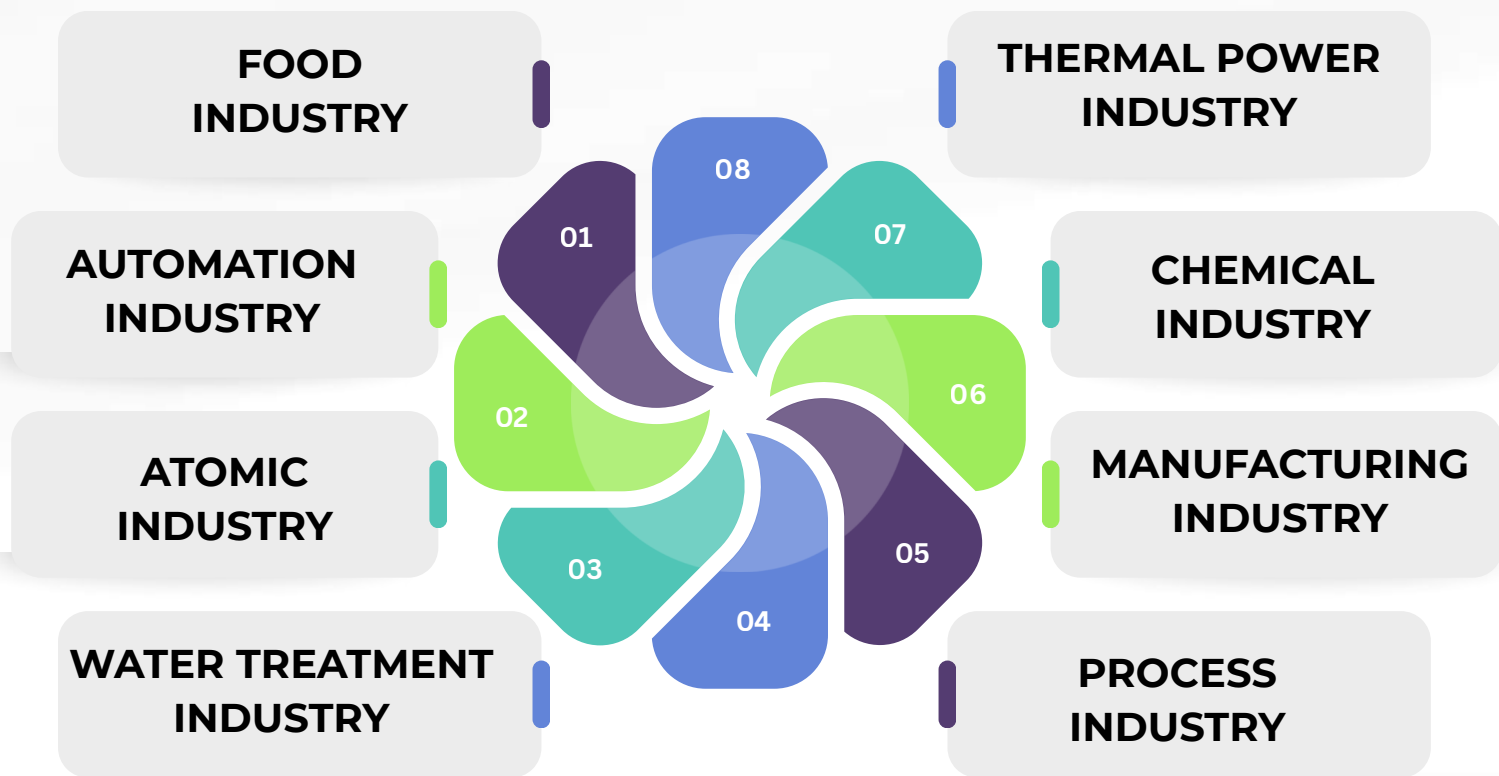 FOOD
INDUSTRY
THERMAL POWER
INDUSTRY
AUTOMATION
INDUSTRY
CHEMICAL
INDUSTRY
ATOMIC
INDUSTRY
MANUFACTURING
INDUSTRY
WATER TREATMENT
INDUSTRY
PROCESS
INDUSTRY
01
02
03
04
05
06
07
08